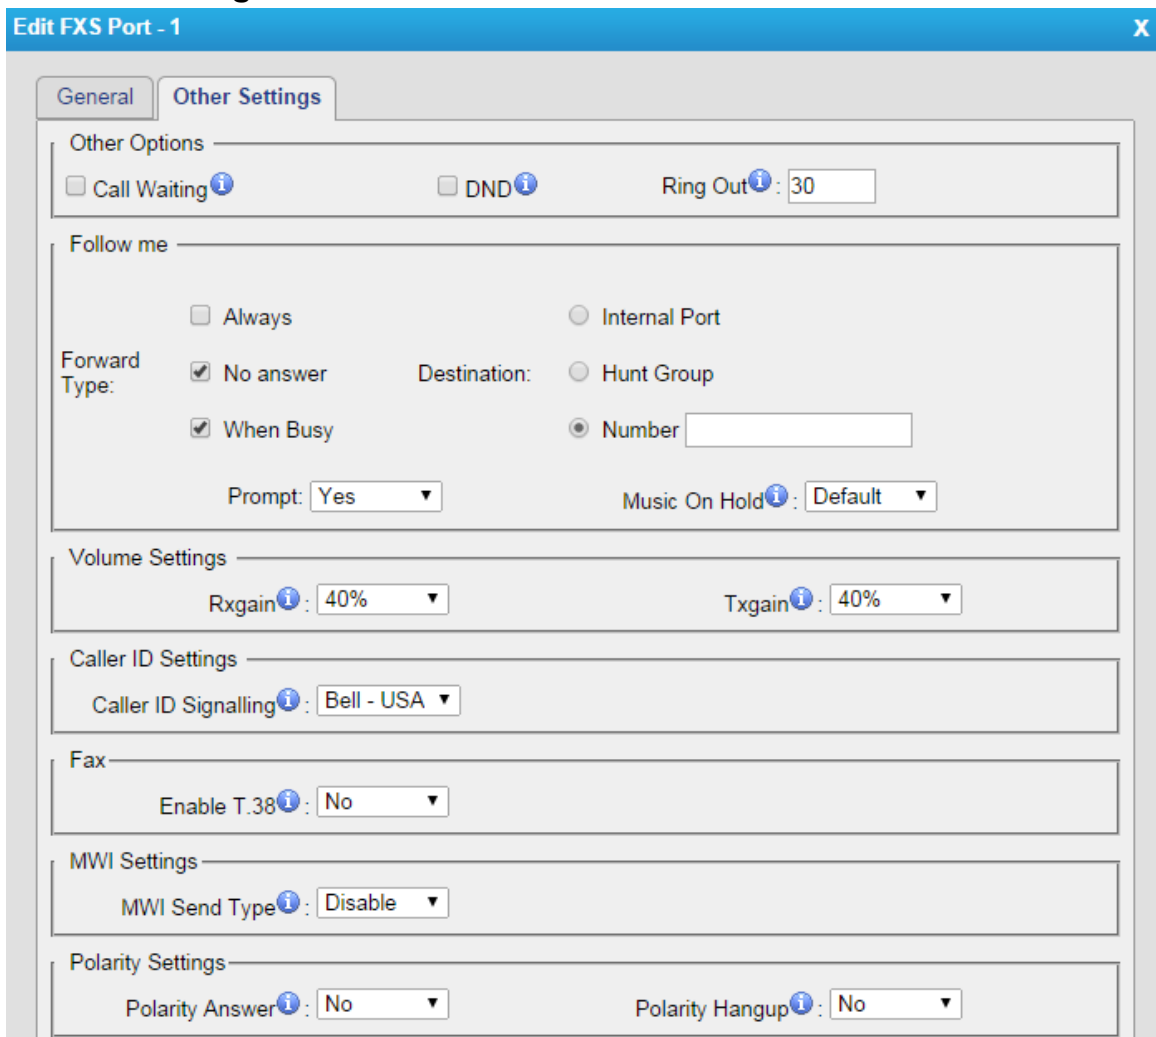 Edit FXS Port - 1 X
General Other Settings
Other Options
Call Waiting DND Ring Out : 30
Follow me
Always Internal Port
Forward Type: No answer Destination: Hunt Group
When Busy Number
Prompt: Yes Music On Hold : Default
Volume Settings
Rxgain : 40% Txgain : 40%
Caller ID Settings
Caller ID Signalling : Bell - USA
Fax
Enable T.38 : No
MWI Settings
MWI Send Type : Disable
Polarity Settings
Polarity Answer : No Polarity Hangup : No